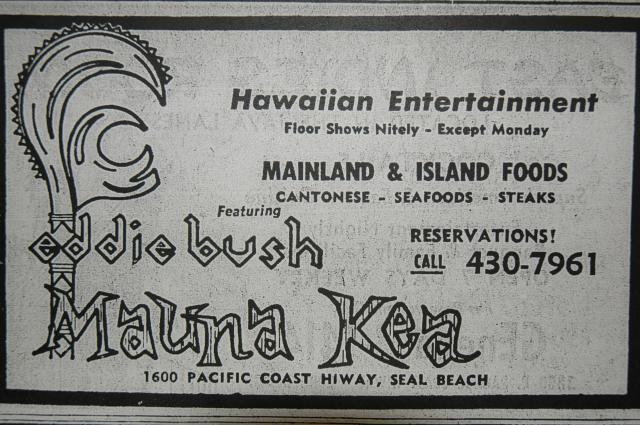 Hawaiian Entertainment
Floor Shows Nitely - Except Monday
MAINLAND & ISLAND FOODS
CANTONESE - SEAFOODS - STEAKS
Featuring
eddie bush
RESERVATIONS!
CALL 430-7961
Mauna Kea
1600 PACIFIC COAST HIWAY, SEAL BEACH